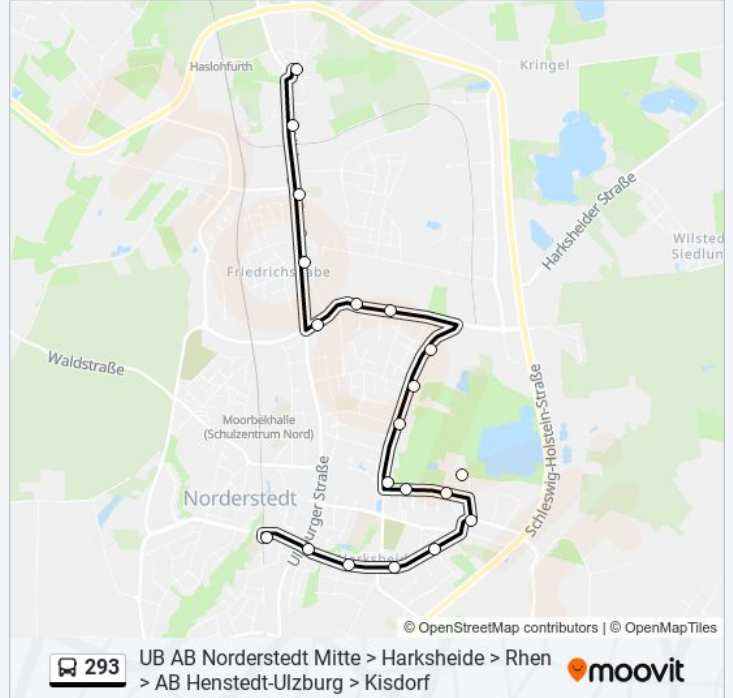 Haslohfurth
Kringel
Harksheider Straße
Wilsted
Siedlun
Friedrichsgabe
Waldstraße
Moorbekhalle
(Schulzentrum Nord)
Schleswig-Holstein-Straße
Norderstedt
Ulzburger Straße
Harksheide
© OpenStreetMap contributors | © OpenMapTiles
293
UB AB Norderstedt Mitte > Harksheide > Rhen
> AB Henstedt-Ulzburg > Kisdorf
moovit